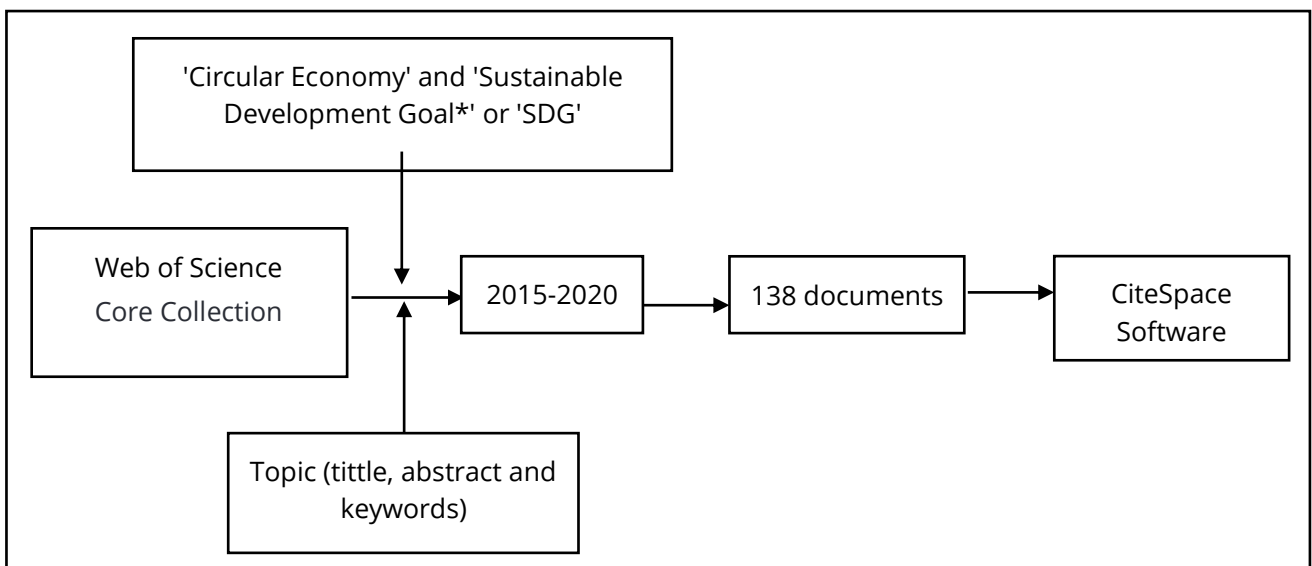 'Circular Economy' and 'Sustainable
Development Goal*' or 'SDG'
Web of Science
Core Collection
2015-2020
138 documents
CiteSpace
Software
Topic (tittle, abstract and
keywords)